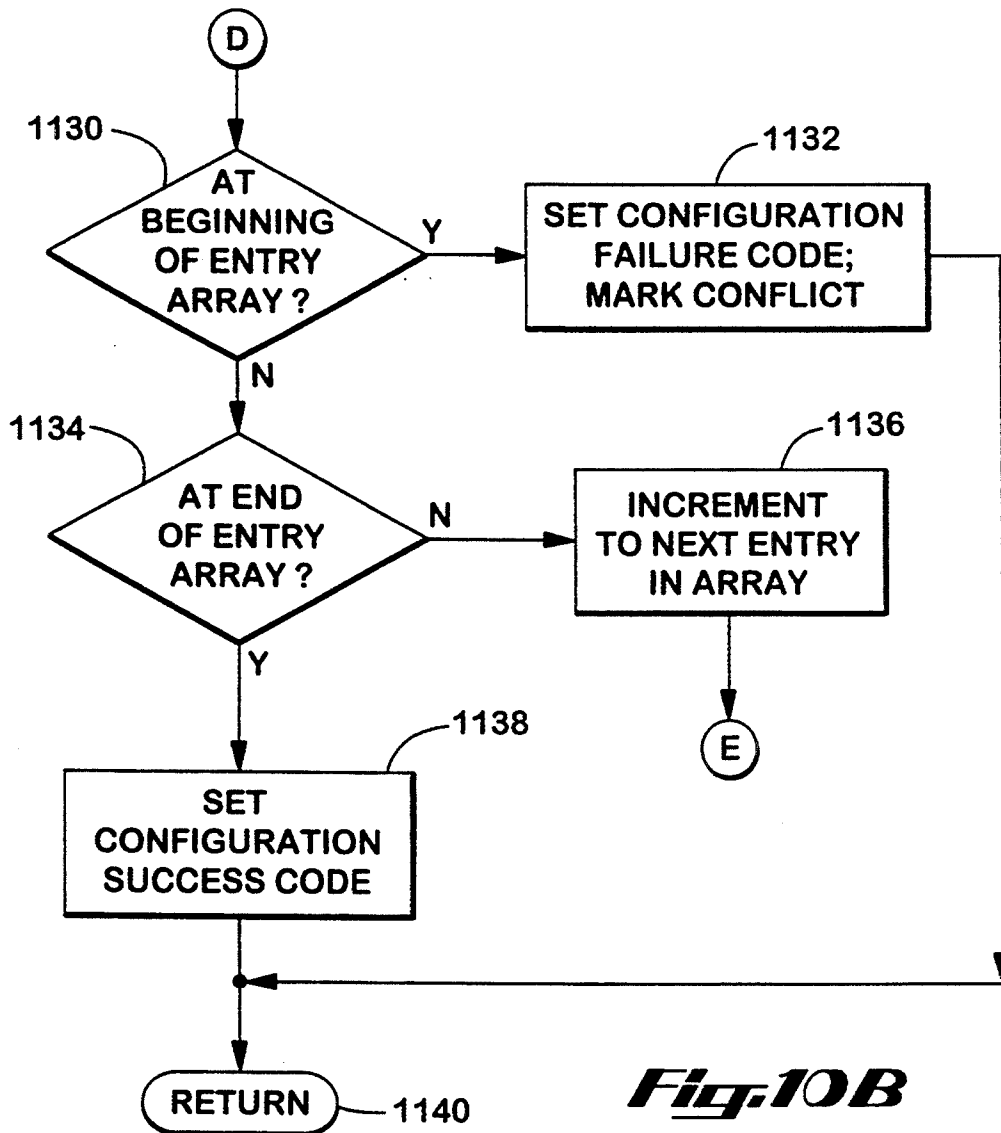 D
1130
AT
BEGINNING
OF ENTRY
ARRAY ?
Y
N
1132
SET CONFIGURATION
FAILURE CODE;
MARK CONFLICT
1134
AT END
OF ENTRY
ARRAY ?
N
Y
1136
INCREMENT
TO NEXT ENTRY
IN ARRAY
E
1138
SET
CONFIGURATION
SUCCESS CODE
RETURN
1140
Fig.10B